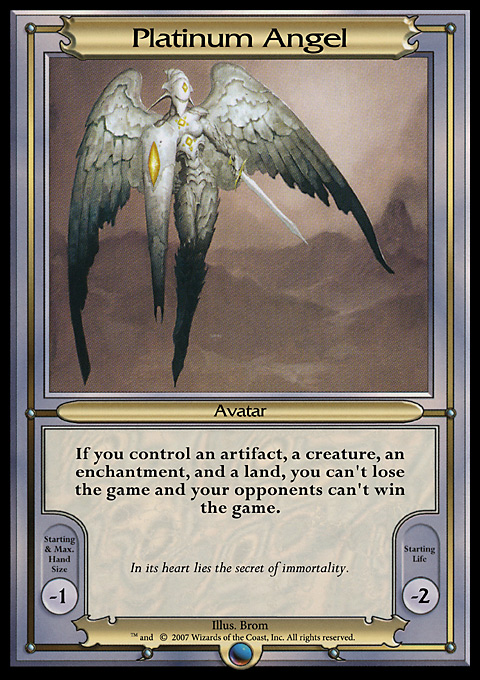 Platinum Angel
Avatar
If you control an artifact, a creature, an
enchantment, and a land, you can't lose
the game and your opponents can't win
the game.
In its heart lies the secret of immortality.
Starting
& Max.
Hand
Size
-1
Starting
Life
-2
Illus. Brom
™ and © 2007 Wizards of the Coast, Inc. All rights reserved.